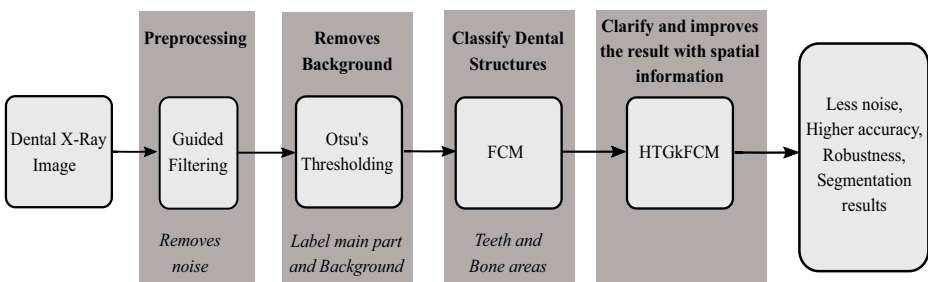 Dental X-Ray
Image
Preprocessing
Guided
Filtering
Removes
noise
Removes
Background
Otsu's
Thresholding
Label main part
and Background
Classify Dental
Structures
FCM
Teeth and
Bone areas
Clarify and improves
the result with spatial
information
HTGkFCM
Less noise,
Higher accuracy,
Robustness,
Segmentation
results